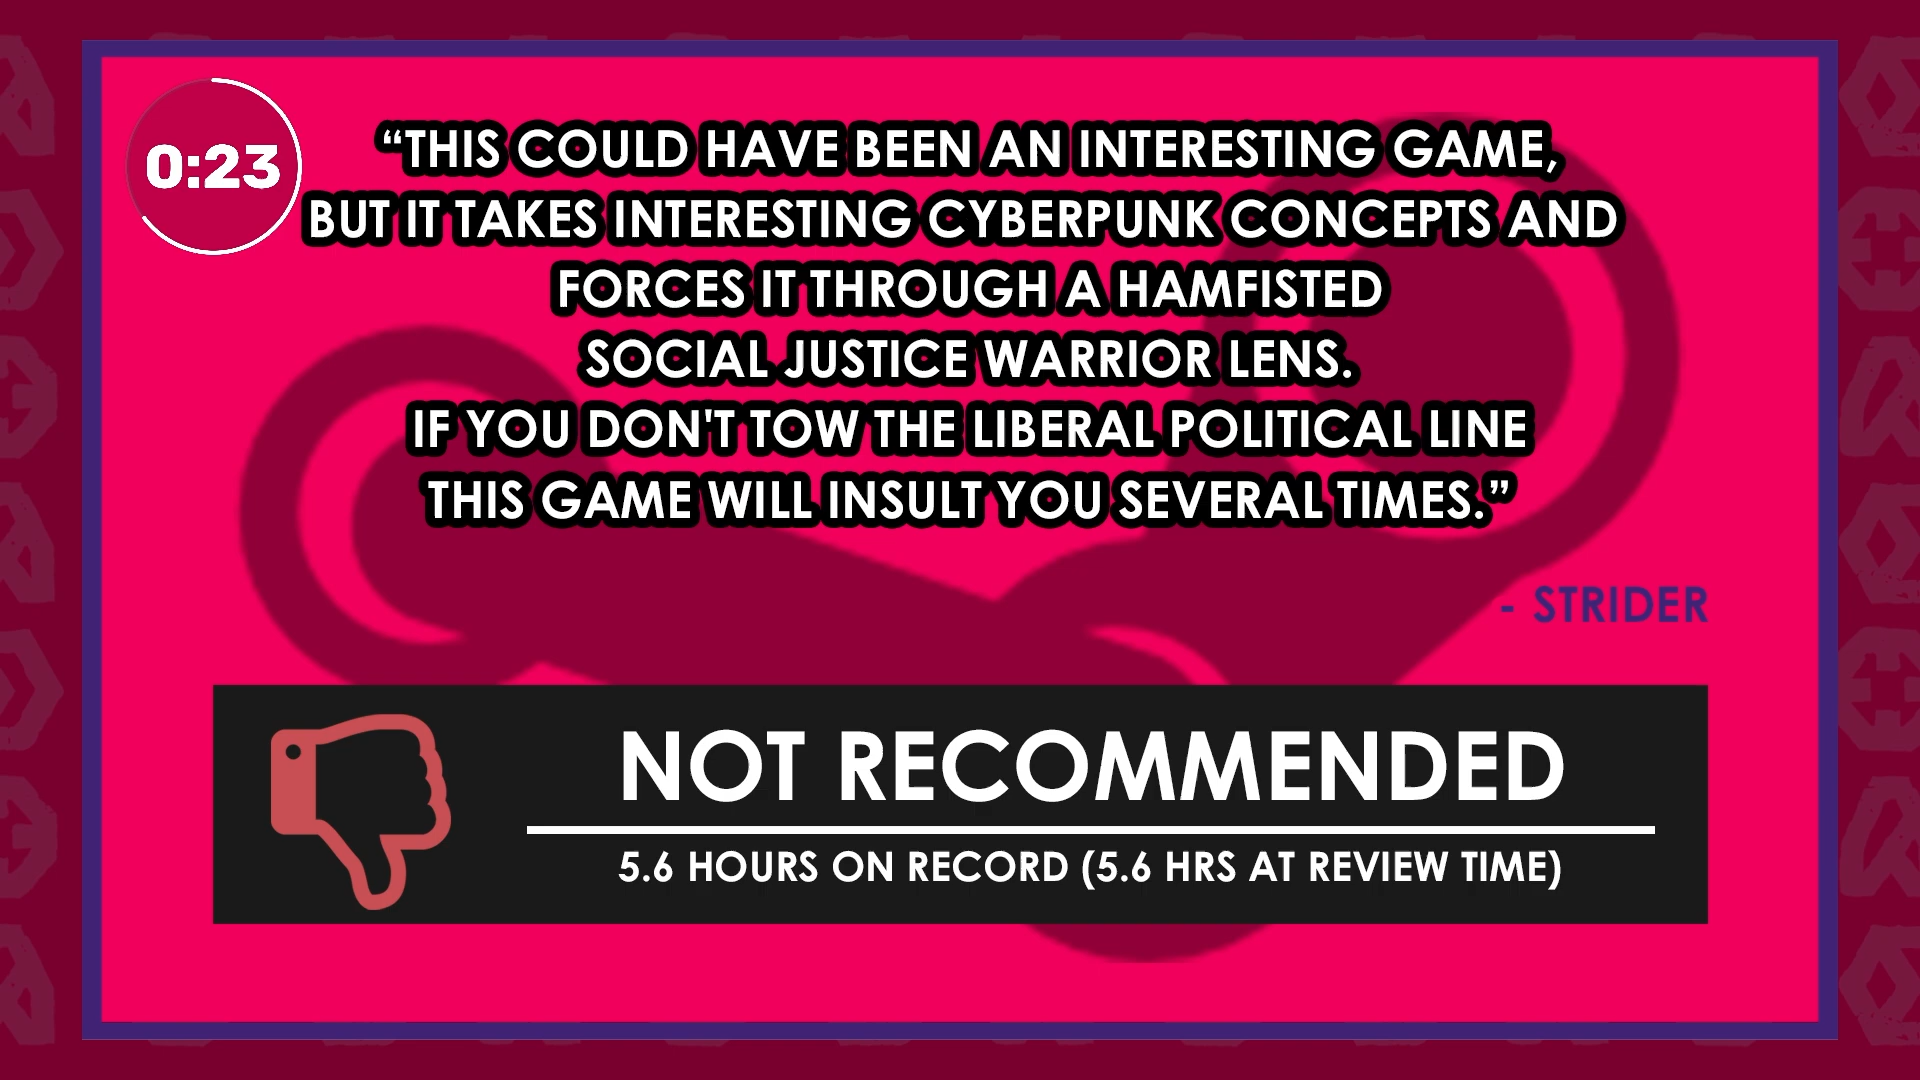 0:23
“THIS COULD HAVE BEEN AN INTERESTING GAME,
BUT IT TAKES INTERESTING CYBERPUNK CONCEPTS AND
FORCES IT THROUGH A HAMFISTED
SOCIAL JUSTICE WARRIOR LENS.
IF YOU DON'T TOW THE LIBERAL POLITICAL LINE
THIS GAME WILL INSULT YOU SEVERAL TIMES.”
- STRIDER
NOT RECOMMENDED
5.6 HOURS ON RECORD (5.6 HRS AT REVIEW TIME)